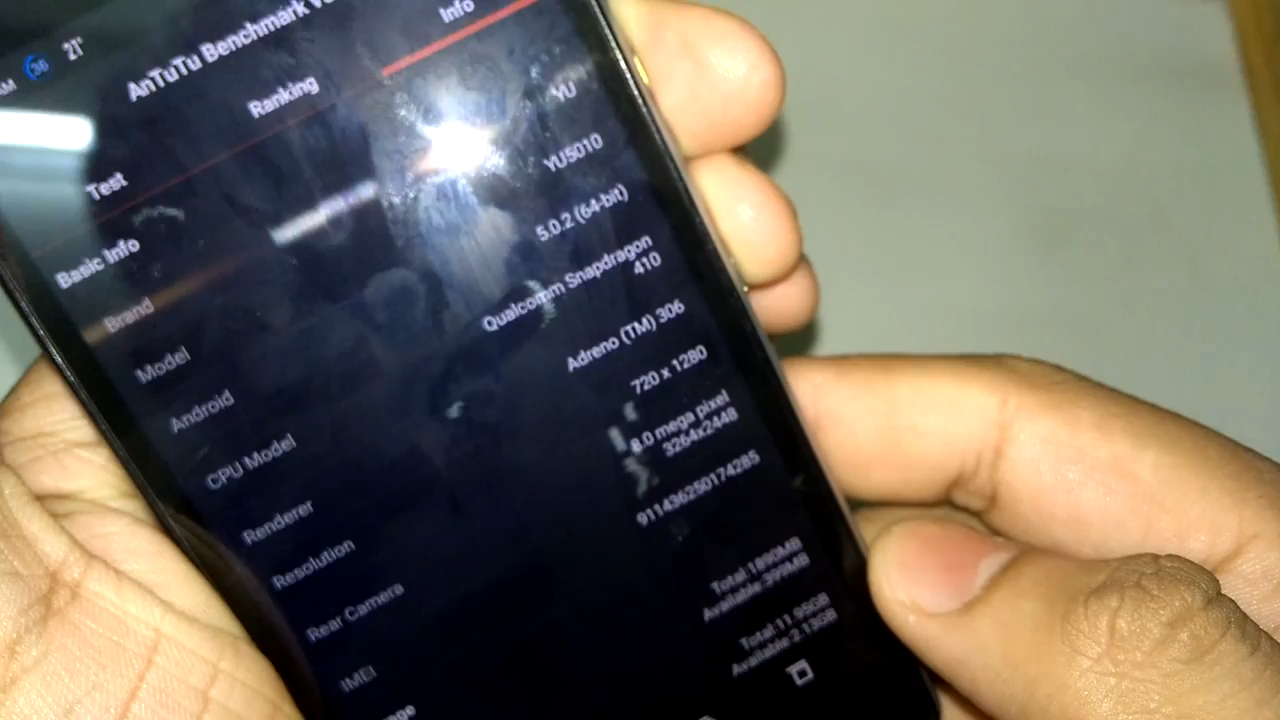 AM 36 21°
AnTuTu Benchmark
Test Ranking Info
Basic Info
Brand YU
Model YU5010
Android 5.0.2 (64-bit)
CPU Model Qualcomm Snapdragon
410
Renderer Adreno (TM) 306
Resolution 720 x 1280
Rear Camera 8.0 mega pixel
3264x2448
IMEI 911436250174285
Total:1890MB
Available:399MB
Total:11.95GB
Available:2.13GB